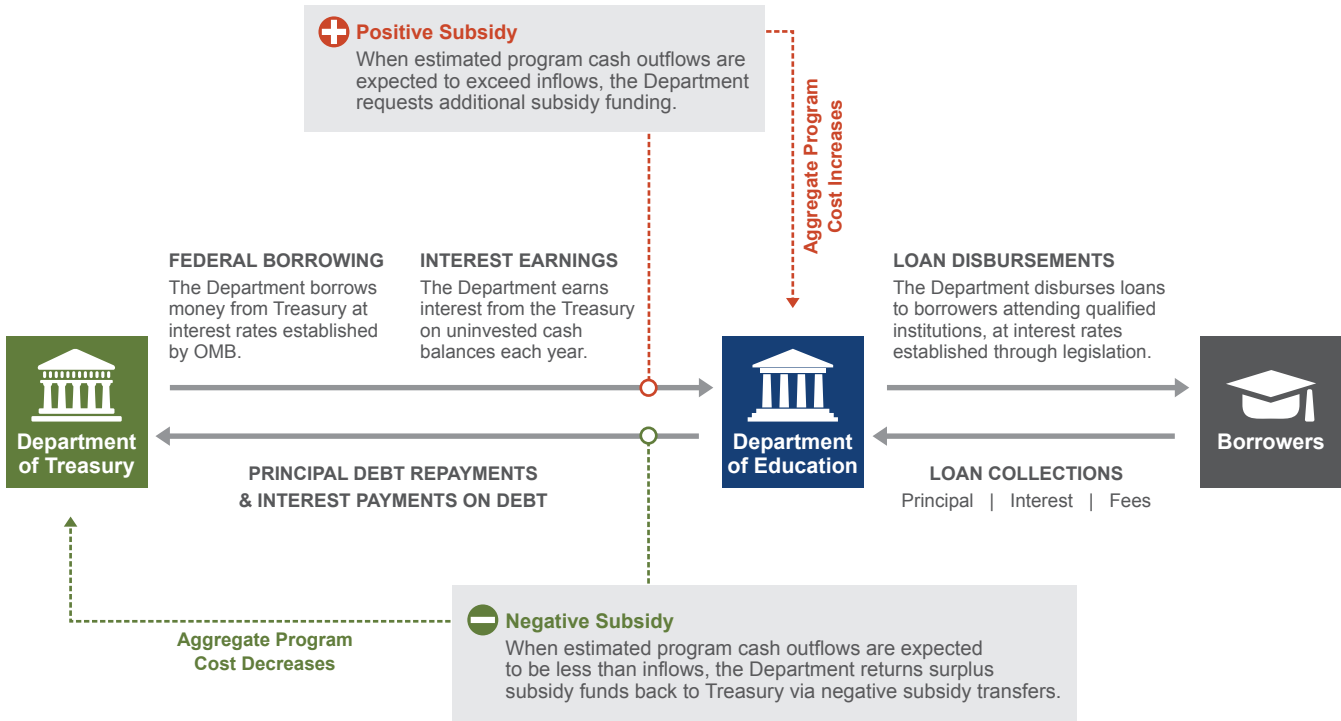 Positive Subsidy
When estimated program cash outflows are
expected to exceed inflows, the Department
requests additional subsidy funding.
Aggregate Program
Cost Increases
FEDERAL BORROWING
The Department borrows
money from Treasury at
interest rates established
by OMB.
INTEREST EARNINGS
The Department earns
interest from the Treasury
on uninvested cash
balances each year.
LOAN DISBURSEMENTS
The Department disburses loans
to borrowers attending qualified
institutions, at interest rates
established through legislation.
Department
of Treasury
Department
of Education
Borrowers
PRINCIPAL DEBT REPAYMENTS
& INTEREST PAYMENTS ON DEBT
LOAN COLLECTIONS
Principal | Interest | Fees
Aggregate Program
Cost Decreases
Negative Subsidy
When estimated program cash outflows are expected
to be less than inflows, the Department returns surplus
subsidy funds back to Treasury via negative subsidy transfers.